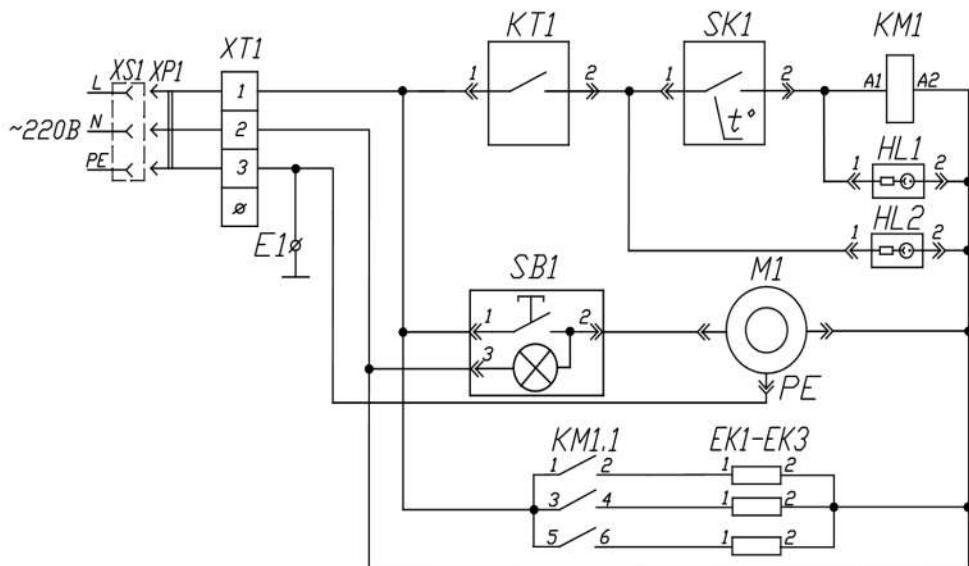 KT1 SK1 KM1
XS1 XP1 XT1
L 1 1 2 1 2 A1 A2
~220В N 2 t°
PE 3 1 HL1 2
ø 1 HL2 2
E1
SB1 M1
1 2
3
PE
KM1.1 EK1-EK3
1 2 1 2
3 4 1 2
5 6 1 2